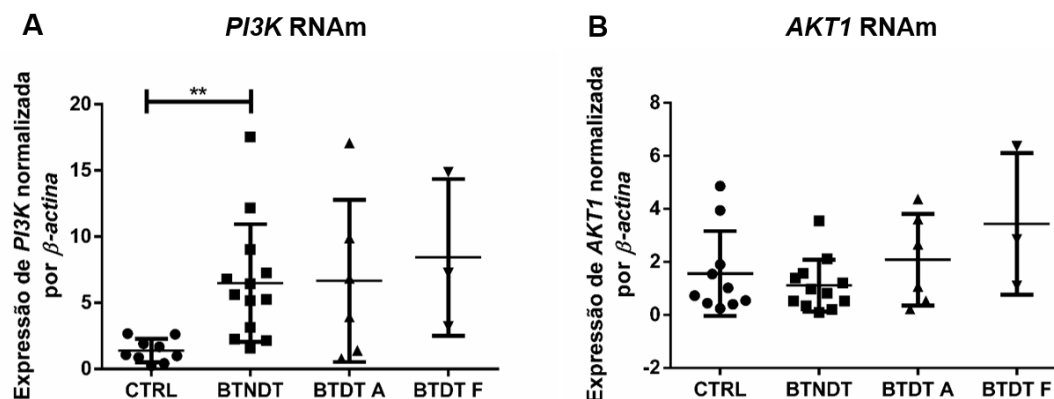 A
PI3K RNAm
Expressão de PI3K normalizada
por β-actina
20
15
10
5
0
**
CTRL
BTNDT
BTDT A
BTDT F
B
AKT1 RNAm
Expressão de AKT1 normalizada
por β-actina
8
6
4
2
0
-2
CTRL
BTNDT
BTDT A
BTDT F